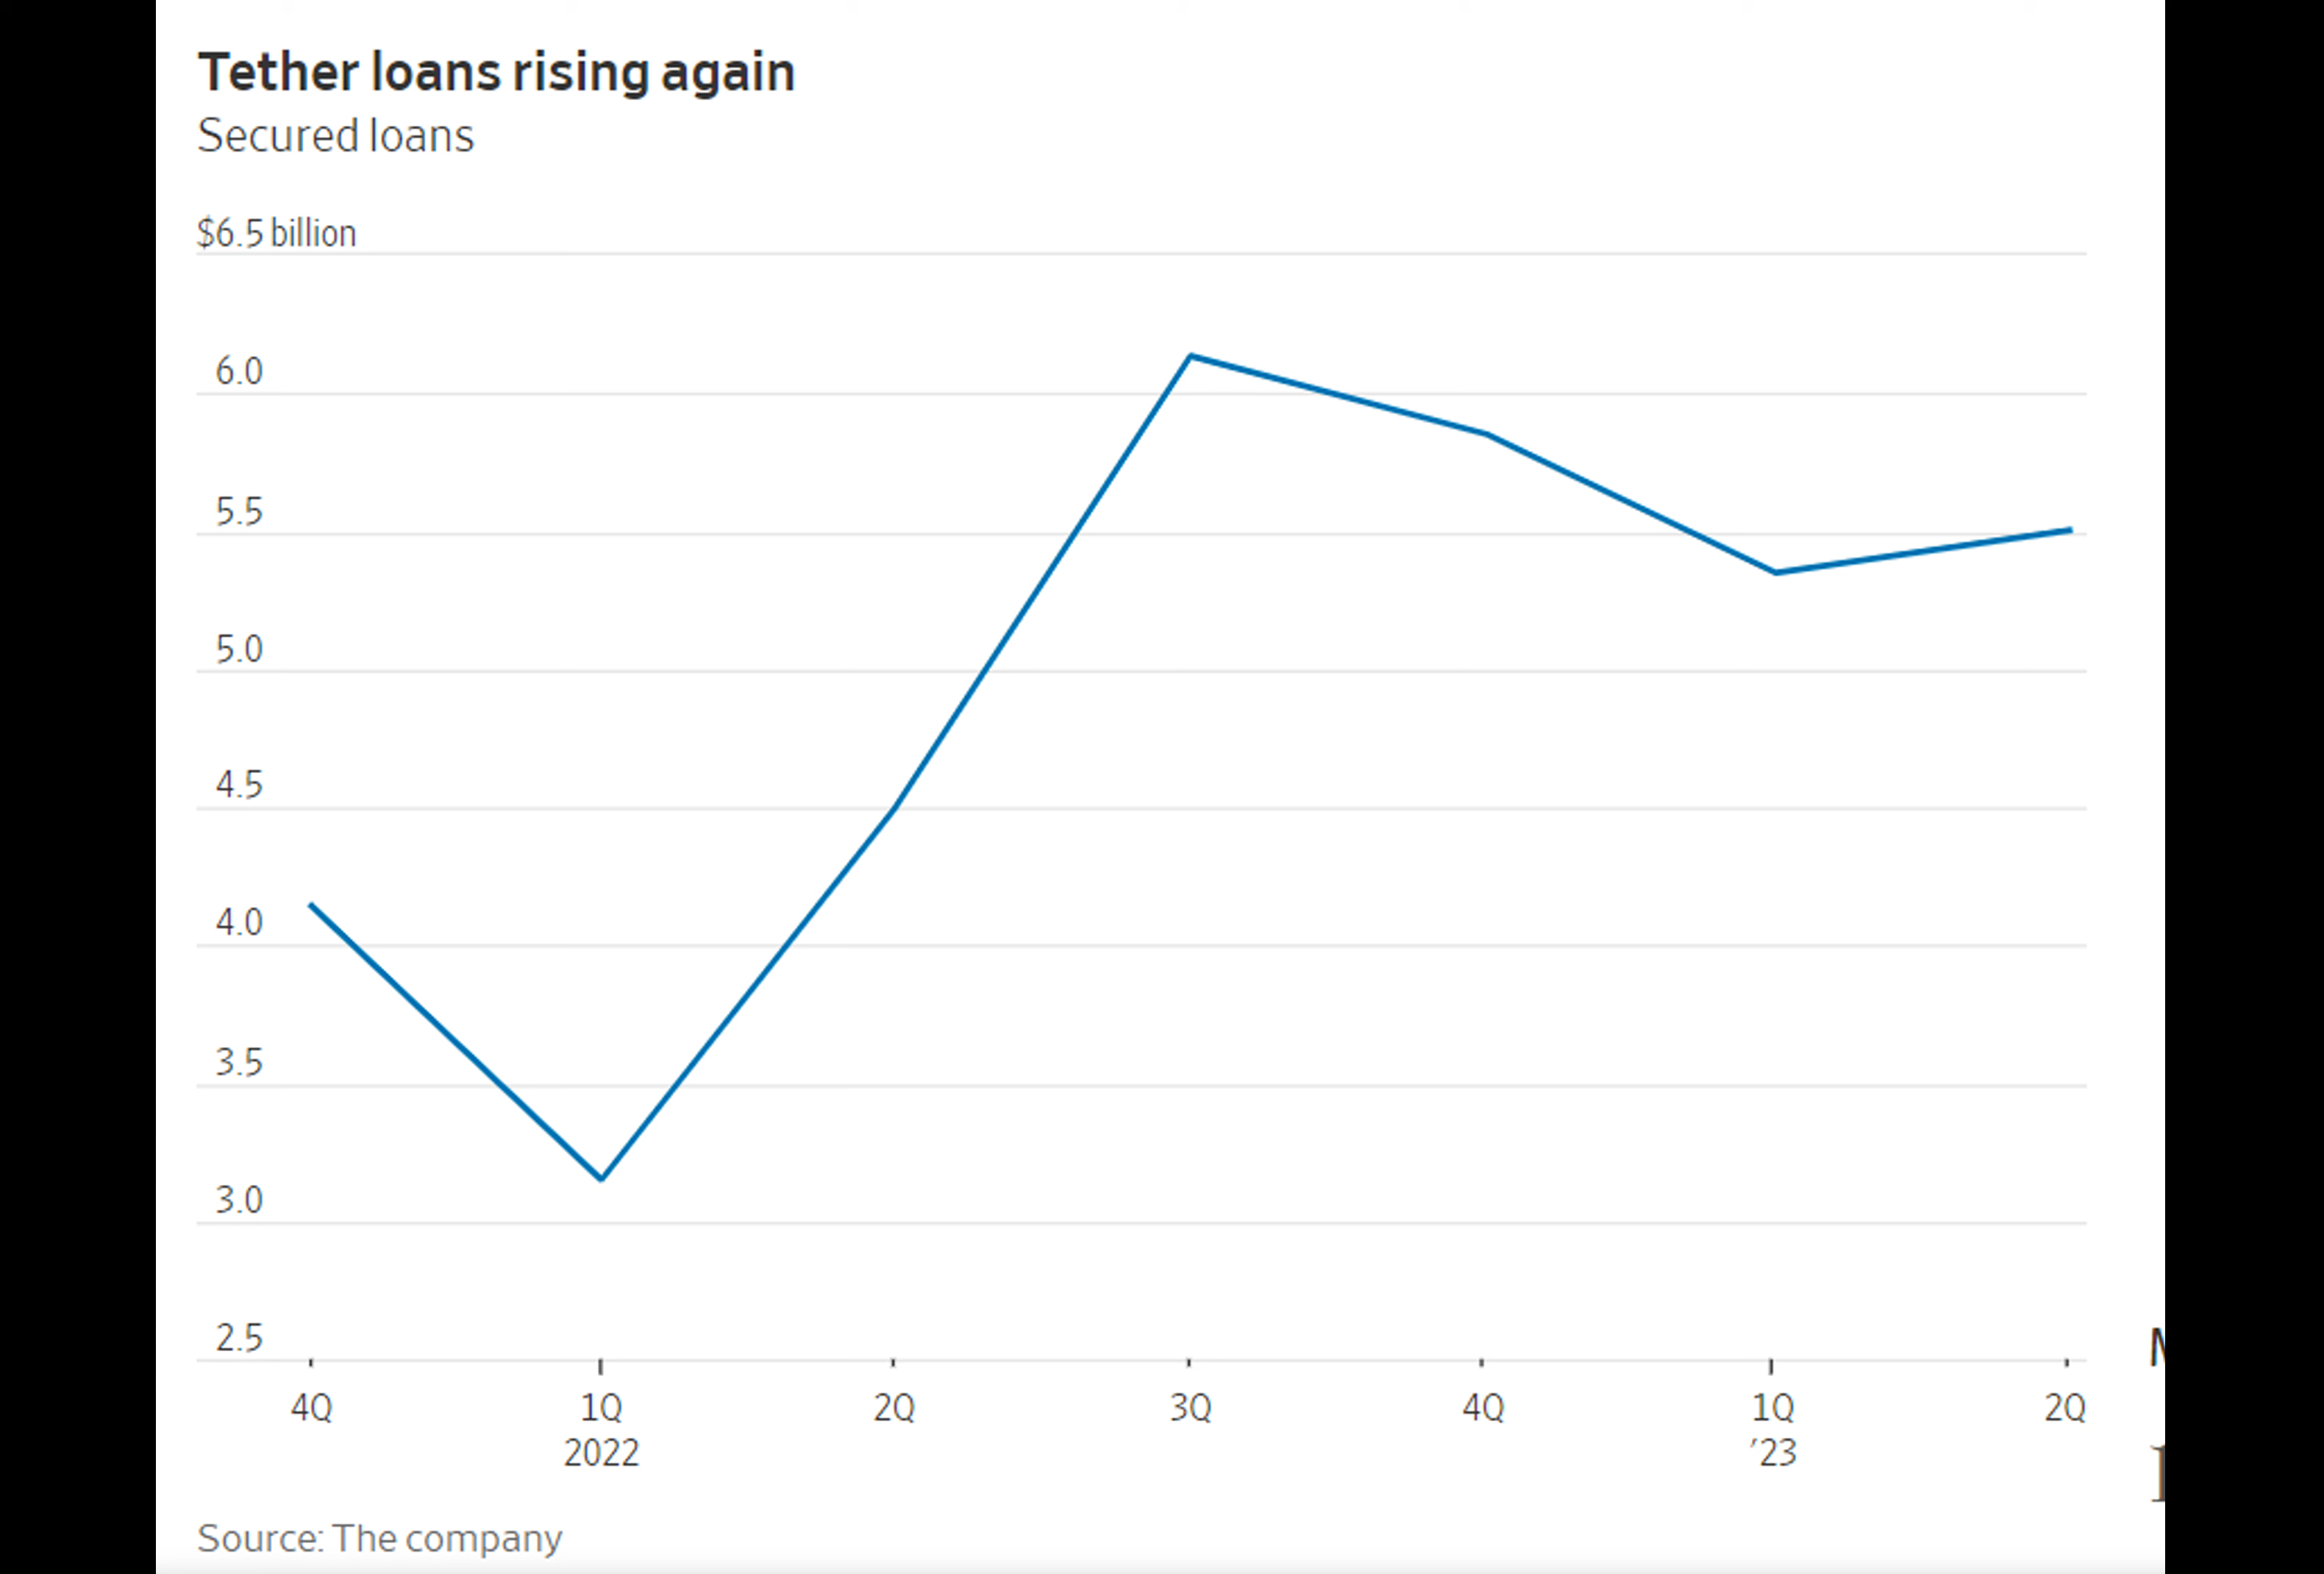 Tether loans rising again
Secured loans
$6.5 billion
6.0
5.5
5.0
4.5
4.0
3.5
3.0
2.5
4Q 1Q 2Q 3Q 4Q 1Q 2Q
2022 ’23
Source: The company